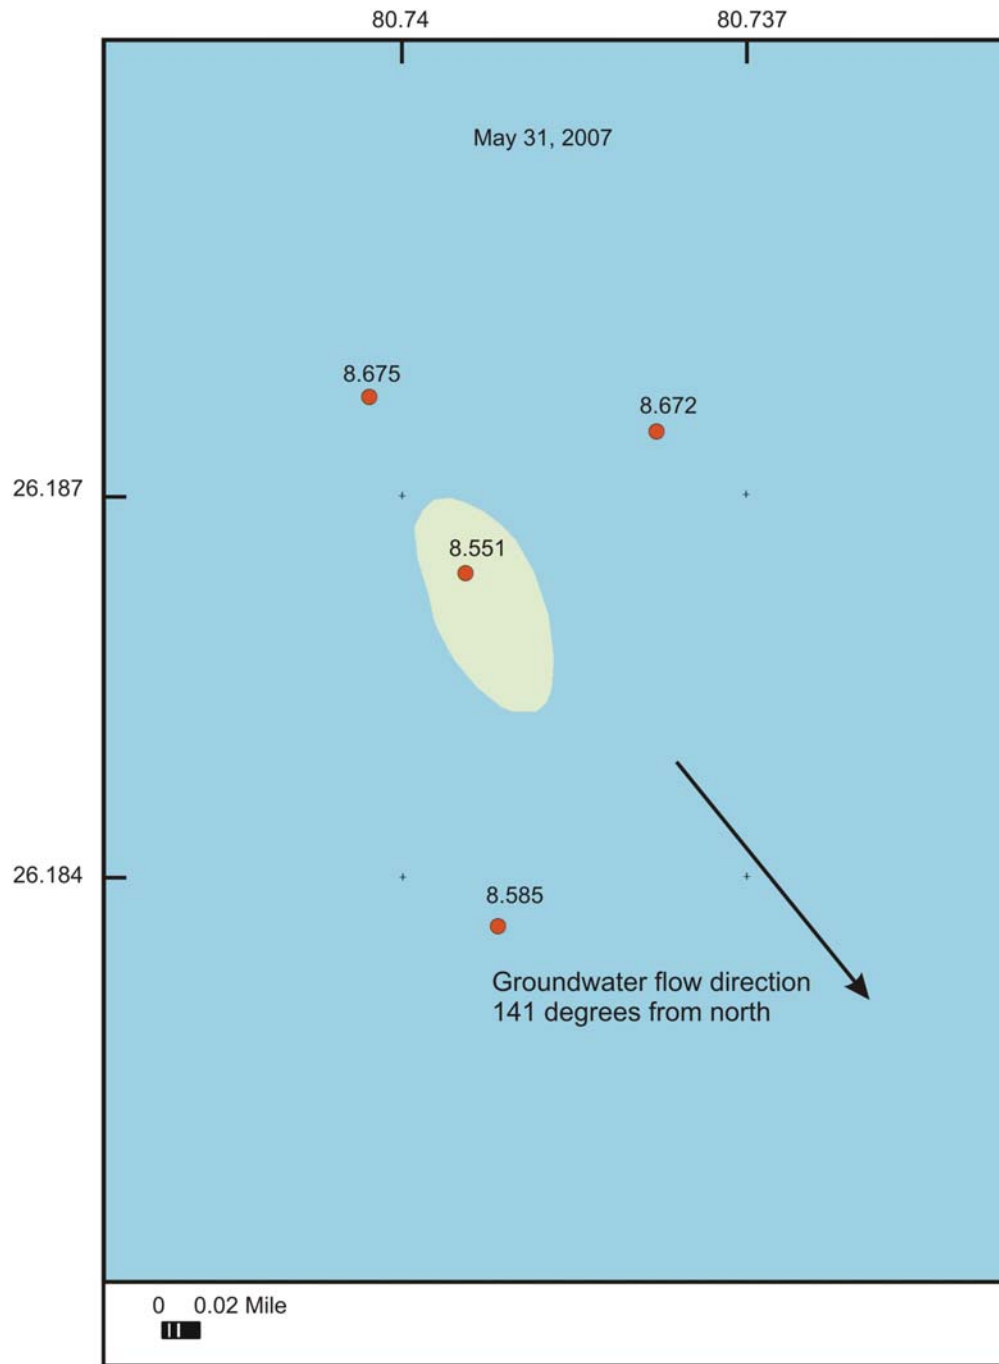 80.74 80.737
May 31, 2007
8.675
8.672
26.187
8.551
26.184
8.585
Groundwater flow direction
141 degrees from north
0 0.02 Mile